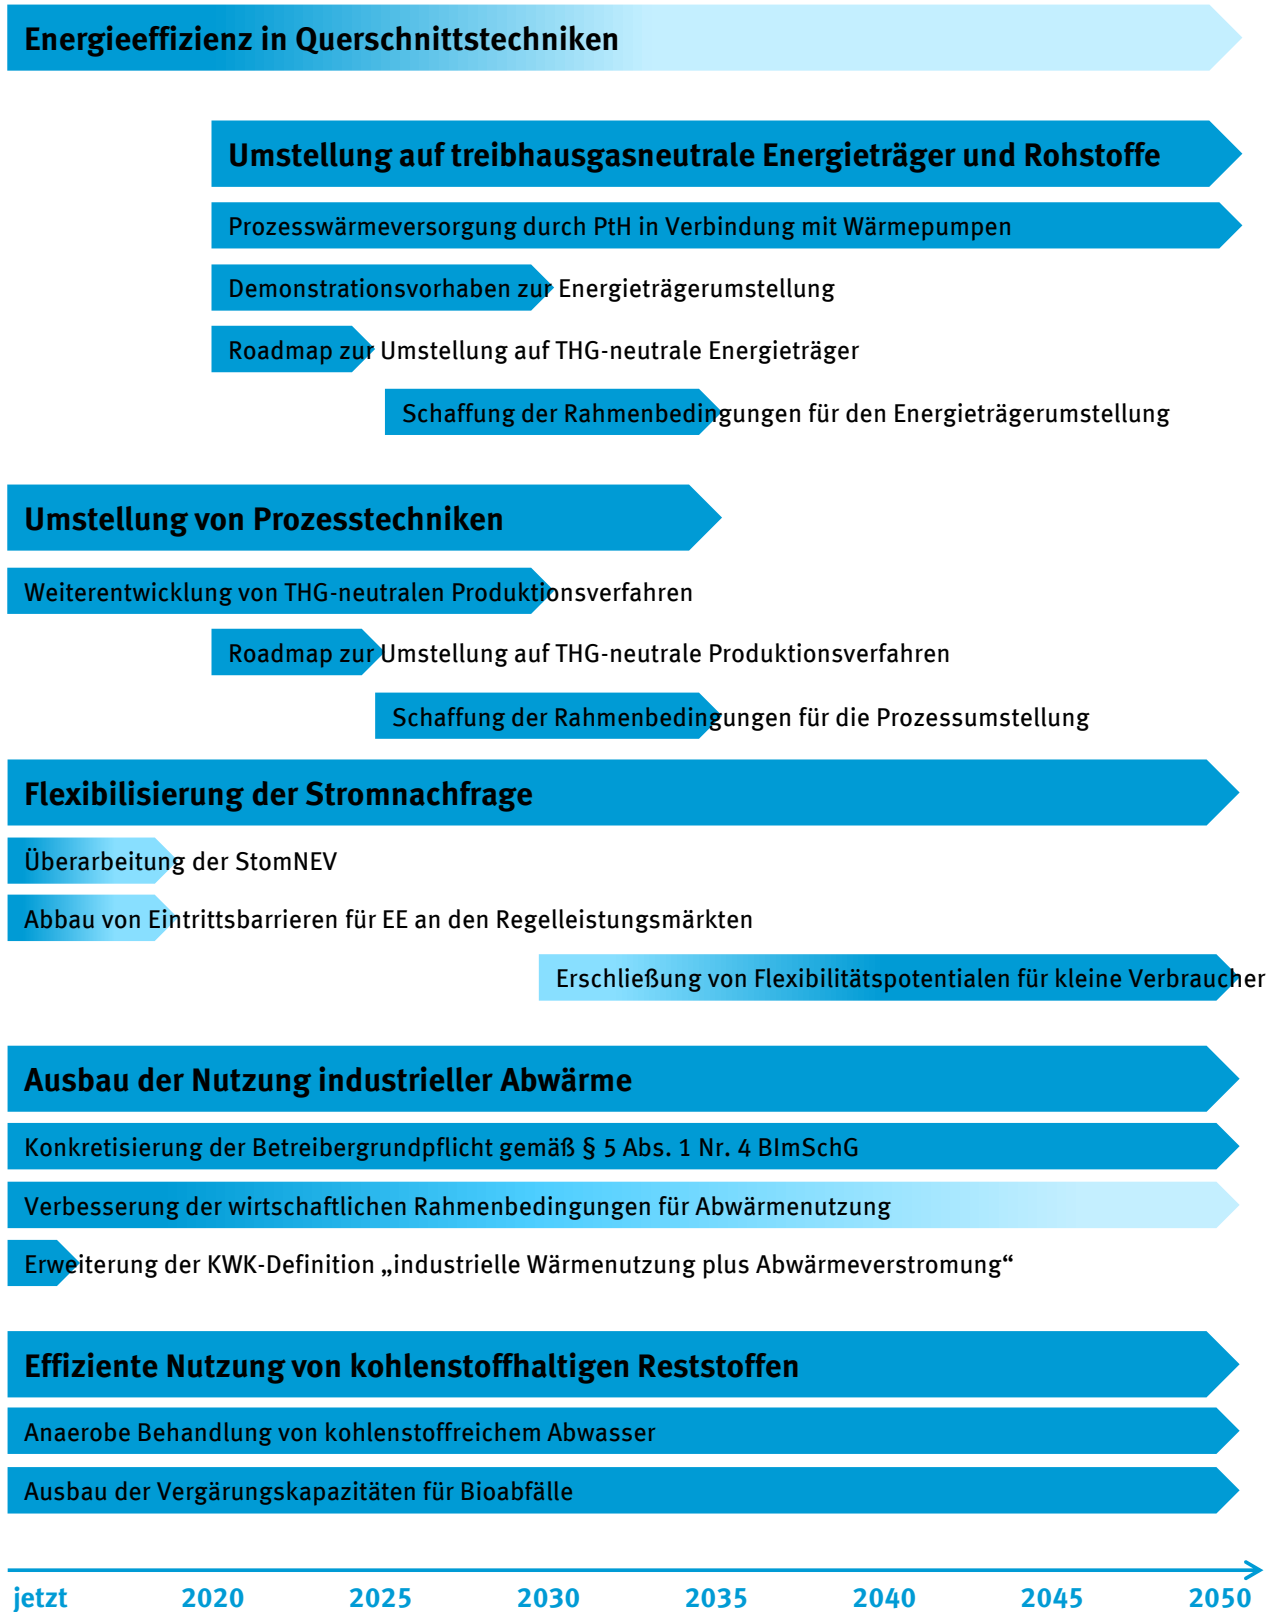 Energieeffizienz in Querschnittstechniken
Umstellung auf treibhausgasneutrale Energieträger und Rohstoffe
Prozesswärmeversorgung durch PtH in Verbindung mit Wärmepumpen
Demonstrationsvorhaben zur Energieträgerumstellung
Roadmap zur Umstellung auf THG-neutrale Energieträger
Schaffung der Rahmenbedingungen für den Energieträgerumstellung
Umstellung von Prozesstechniken
Weiterentwicklung von THG-neutralen Produktionsverfahren
Roadmap zur Umstellung auf THG-neutrale Produktionsverfahren
Schaffung der Rahmenbedingungen für die Prozessumstellung
Flexibilisierung der Stromnachfrage
Überarbeitung der StomNEV
Abbau von Eintrittsbarrieren für EE an den Regelleistungsmärkten
Erschließung von Flexibilitätspotentialen für kleine Verbraucher
Ausbau der Nutzung industrieller Abwärme
Konkretisierung der Betreibergrundpflicht gemäß § 5 Abs. 1 Nr. 4 BImSchG
Verbesserung der wirtschaftlichen Rahmenbedingungen für Abwärmenutzung
Erweiterung der KWK-Definition „industrielle Wärmenutzung plus Abwärmeverstromung“
Effiziente Nutzung von kohlenstoffhaltigen Reststoffen
Anaerobe Behandlung von kohlenstoffreichem Abwasser
Ausbau der Vergärungskapazitäten für Bioabfälle
jetzt 2020 2025 2030 2035 2040 2045 2050